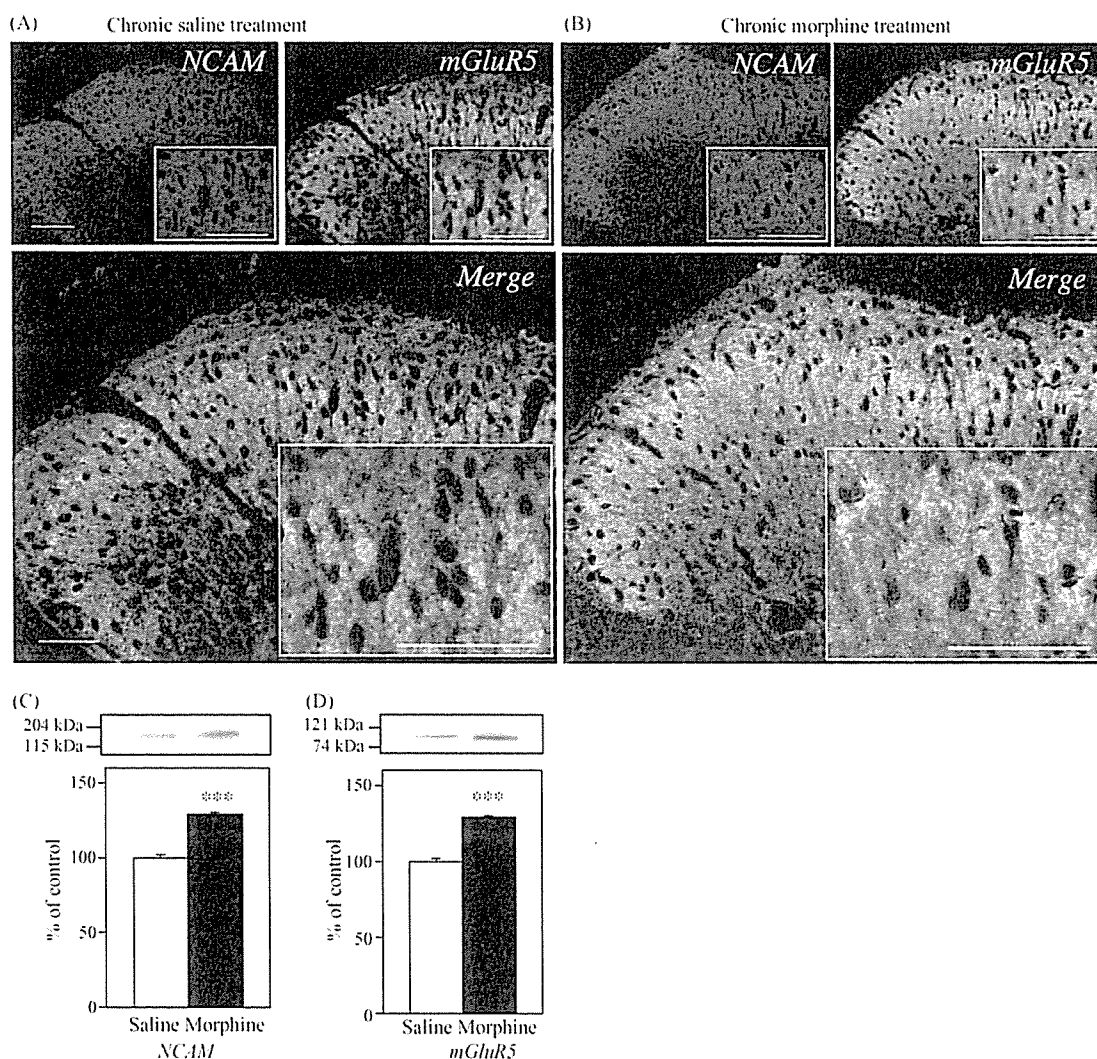 (A) Chronic saline treatment
(B) Chronic morphine treatment
NCAM
mGluR5
NCAM
mGluR5
Merge
Merge
(C)
204 kDa
115 kDa
150
100
50
0
% of control
***
Saline Morphine
NCAM
(D)
121 kDa
74 kDa
150
100
50
0
% of control
***
Saline Morphine
mGluR5